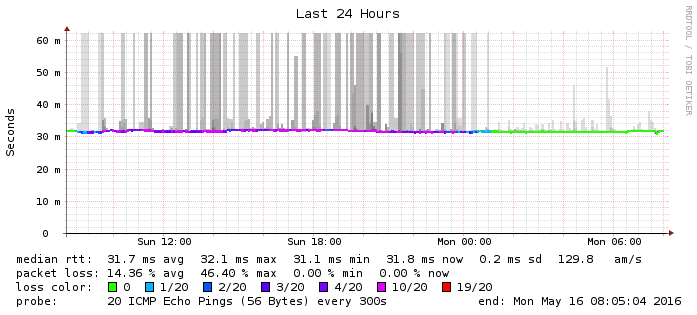 Last 24 Hours
RRDTOOL / TOBI OETIKER
Seconds
60 m
50 m
40 m
30 m
20 m
10 m
0
Sun 12:00 Sun 18:00 Mon 00:00 Mon 06:00
median rtt: 31.7 ms avg 32.1 ms max 31.1 ms min 31.8 ms now 0.2 ms sd 129.8 am/s
packet loss: 14.36 % avg 46.40 % max 0.00 % min 0.00 % now
loss color: 0 1/20 2/20 3/20 4/20 10/20 19/20
probe: 20 ICMP Echo Pings (56 Bytes) every 300s end: Mon May 16 08:05:04 2016